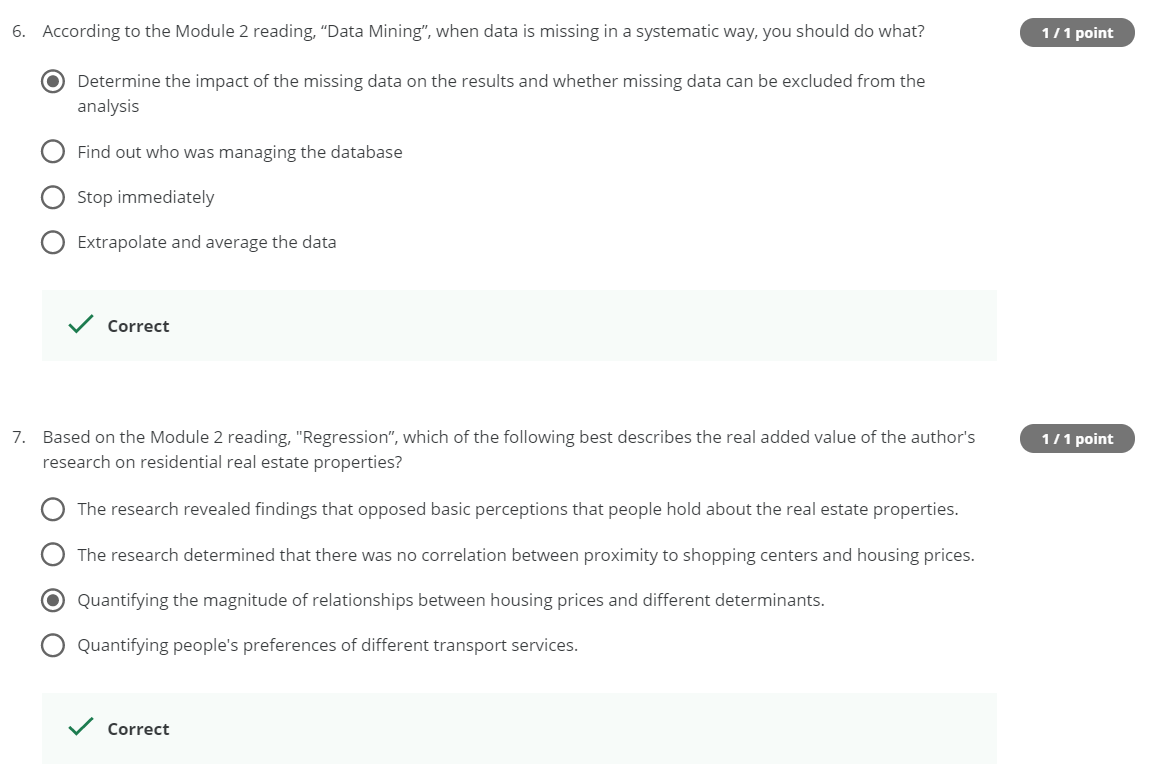 6. According to the Module 2 reading, “Data Mining”, when data is missing in a systematic way, you should do what?
1 / 1 point
Determine the impact of the missing data on the results and whether missing data can be excluded from the
analysis
Find out who was managing the database
Stop immediately
Extrapolate and average the data
Correct
7. Based on the Module 2 reading, "Regression”, which of the following best describes the real added value of the author's
1 / 1 point
research on residential real estate properties?
The research revealed findings that opposed basic perceptions that people hold about the real estate properties.
The research determined that there was no correlation between proximity to shopping centers and housing prices.
Quantifying the magnitude of relationships between housing prices and different determinants.
Quantifying people's preferences of different transport services.
Correct